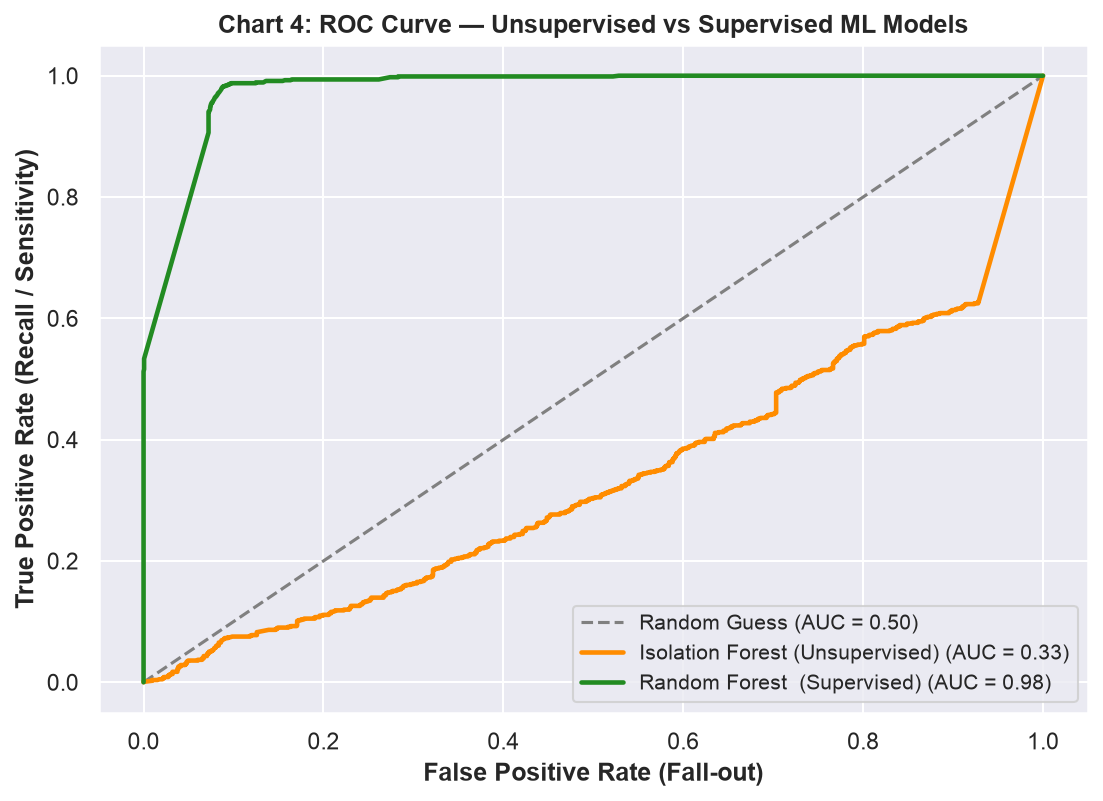 Chart 4: ROC Curve — Unsupervised vs Supervised ML Models
True Positive Rate (Recall / Sensitivity)
1.0
0.8
0.6
0.4
0.2
0.0
Random Guess (AUC = 0.50)
Isolation Forest (Unsupervised) (AUC = 0.33)
Random Forest  (Supervised) (AUC = 0.98)
0.0 0.2 0.4 0.6 0.8 1.0
False Positive Rate (Fall-out)